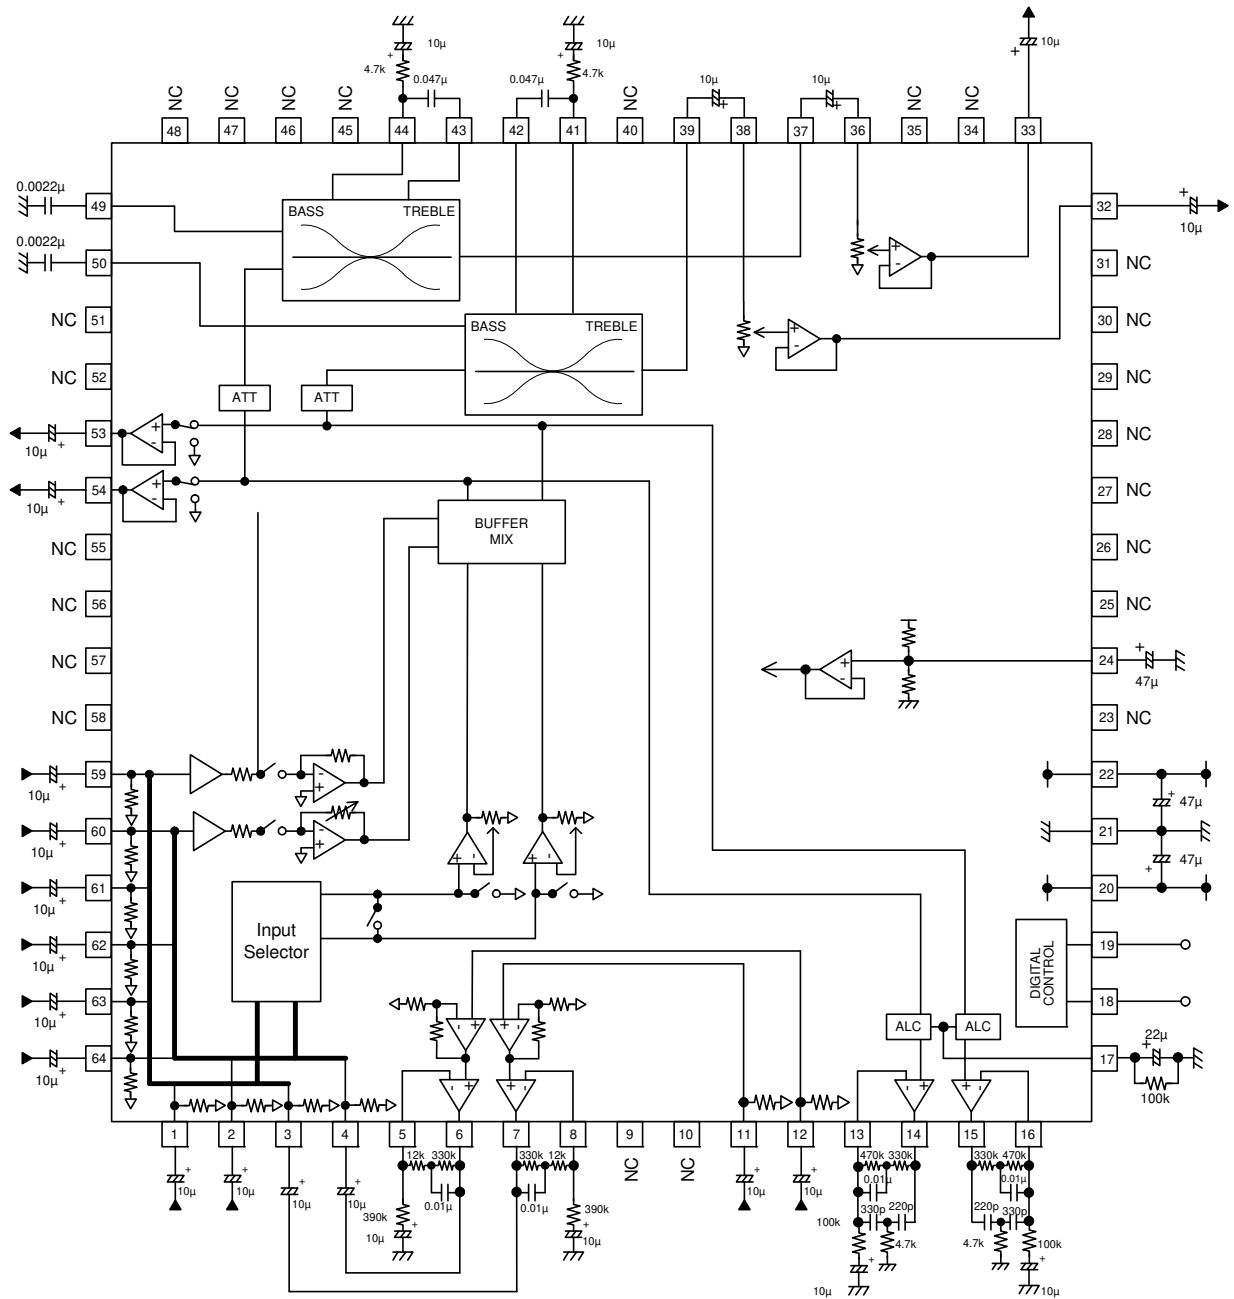 10µ
10µ
10µ
+
+
+
4.7k
0.047µ
0.047µ
4.7k
10µ
+
10µ
+
NC
NC
NC
NC
NC
NC
NC
48
47
46
45
44
43
42
41
40
39
38
37
36
35
34
33
0.0022µ
49
BASS
TREBLE
32
+
10µ
0.0022µ
50
+
-
31
NC
NC
51
BASS
TREBLE
+
-
30
NC
NC
52
ATT
ATT
29
NC
53
10µ
+
+
-
28
NC
54
10µ
+
+
-
27
NC
BUFFER
MIX
NC
55
26
NC
NC
56
25
NC
NC
57
+
-
24
+
47µ
NC
58
23
NC
59
10µ
+
-
+
22
+
47µ
60
10µ
+
-
+
21
47µ
+
+
-
+
-
61
10µ
+
20
Input
Selector
62
10µ
+
DIGITAL
CONTROL
19
63
10µ
+
18
-
+
-
+
ALC
ALC
64
10µ
+
17
22µ
+
100k
-
+
+
-
-
+
+
-
1
2
3
4
5
6
7
8
9
10
11
12
13
14
15
16
12k
330k
330k
12k
NC
NC
470k
330k
330k
470k
+
10µ
+
10µ
+
10µ
+
10µ
0.01µ
0.01µ
+
10µ
+
10µ
0.01µ
0.01µ
390k
+
10µ
390k
+
10µ
330p
220p
220p
330p
100k
4.7k
4.7k
100k
+
10µ
+
10µ